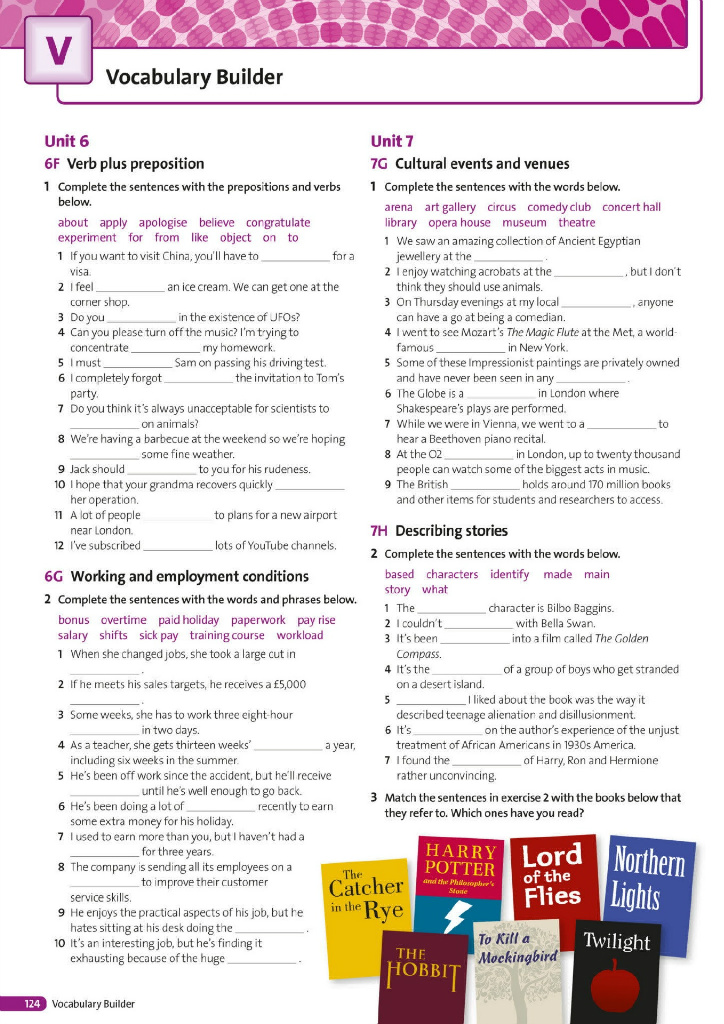 V
Vocabulary Builder
Unit 6
6F Verb plus preposition
1 Complete the sentences with the prepositions and verbs
below.
about apply apologise believe congratulate
experiment for from like object on to
1 If you want to visit China, you'll have to ____________ for a
visa.
2 I feel ____________ an ice cream. We can get one at the
corner shop.
3 Do you ____________ in the existence of UFOs?
4 Can you please turn off the music? I'm trying to
concentrate ____________ my homework.
5 I must ____________ Sam on passing his driving test.
6 I completely forgot ____________ the invitation to Tom's
party.
7 Do you think it's always unacceptable for scientists to
____________ on animals?
8 We're having a barbecue at the weekend so we're hoping
____________ some fine weather.
9 Jack should ____________ to you for his rudeness.
10 I hope that your grandma recovers quickly ____________
her operation.
11 A lot of people ____________ to plans for a new airport
near London.
12 I've subscribed ____________ lots of YouTube channels.
6G Working and employment conditions
2 Complete the sentences with the words and phrases below.
bonus overtime paid holiday paperwork pay rise
salary shifts sick pay training course workload
1 When she changed jobs, she took a large cut in
____________ .
2 If he meets his sales targets, he receives a £5,000
____________ .
3 Some weeks, she has to work three eight-hour
____________ in two days.
4 As a teacher, she gets thirteen weeks' ____________ a year,
including six weeks in the summer.
5 He's been off work since the accident, but he'll receive
____________ until he's well enough to go back.
6 He's been doing a lot of ____________ recently to earn
some extra money for his holiday.
7 I used to earn more than you, but I haven't had a
____________ for three years.
8 The company is sending all its employees on a
____________ to improve their customer
service skills.
9 He enjoys the practical aspects of his job, but he
hates sitting at his desk doing the ____________ .
10 It's an interesting job, but he's finding it
exhausting because of the huge ____________ .
Unit 7
7G Cultural events and venues
1 Complete the sentences with the words below.
arena art gallery circus comedy club concert hall
library opera house museum theatre
1 We saw an amazing collection of Ancient Egyptian
jewellery at the ____________ .
2 I enjoy watching acrobats at the ____________ , but I don't
think they should use animals.
3 On Thursday evenings at my local ____________ , anyone
can have a go at being a comedian.
4 I went to see Mozart's The Magic Flute at the Met, a world-
famous ____________ in New York.
5 Some of these Impressionist paintings are privately owned
and have never been seen in any ____________ .
6 The Globe is a ____________ in London where
Shakespeare's plays are performed.
7 While we were in Vienna, we went to a ____________ to
hear a Beethoven piano recital.
8 At the O2 ____________ in London, up to twenty thousand
people can watch some of the biggest acts in music.
9 The British ____________ holds around 170 million books
and other items for students and researchers to access.
7H Describing stories
2 Complete the sentences with the words below.
based characters identify made main
story what
1 The ____________ character is Bilbo Baggins.
2 I couldn't ____________ with Bella Swan.
3 It's been ____________ into a film called The Golden
Compass.
4 It's the ____________ of a group of boys who get stranded
on a desert island.
5 ____________ I liked about the book was the way it
described teenage alienation and disillusionment.
6 It's ____________ on the author's experience of the unjust
treatment of African Americans in 1930s America.
7 I found the ____________ of Harry, Ron and Hermione
rather unconvincing.
3 Match the sentences in exercise 2 with the books below that
they refer to. Which ones have you read?
The
Catcher
in the Rye
HARRY
POTTER
and the Philosopher's
Stone
Lord
of the
Flies
Northern
Lights
THE
HOBBIT
To Kill a
Mockingbird
Twilight
124 Vocabulary Builder